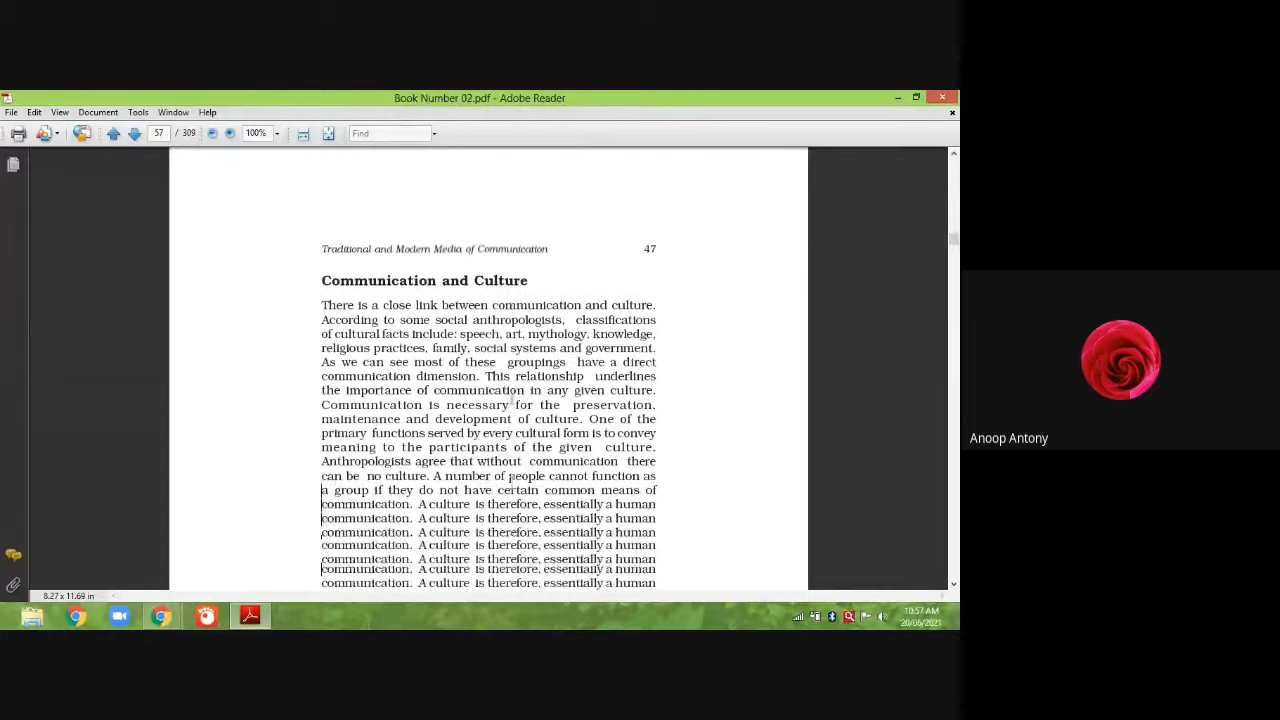 Book Number 02.pdf - Adobe Reader
File Edit View Document Tools Window Help
57 / 309 100% Find
Traditional and Modern Media of Communication 47
Communication and Culture
There is a close link between communication and culture.
According to some social anthropologists, classifications
of cultural facts include: speech, art, mythology, knowledge,
religious practices, family, social systems and government.
As we can see most of these groupings have a direct
communication dimension. This relationship underlines
the importance of communication in any given culture.
Communication is necessary for the preservation,
maintenance and development of culture. One of the
primary functions served by every cultural form is to convey
meaning to the participants of the given culture.
Anthropologists agree that without communication there
can be no culture. A number of people cannot function as
a group if they do not have certain common means of
communication. A culture is therefore, essentially a human
communication. A culture is therefore, essentially a human
communication. A culture is therefore, essentially a human
communication. A culture is therefore, essentially a human
communication. A culture is therefore, essentially a human
communication. A culture is therefore, essentially a human
communication. A culture is therefore, essentially a human
8.27 x 11.69 in
10:57 AM
20/06/2021
Anoop Antony